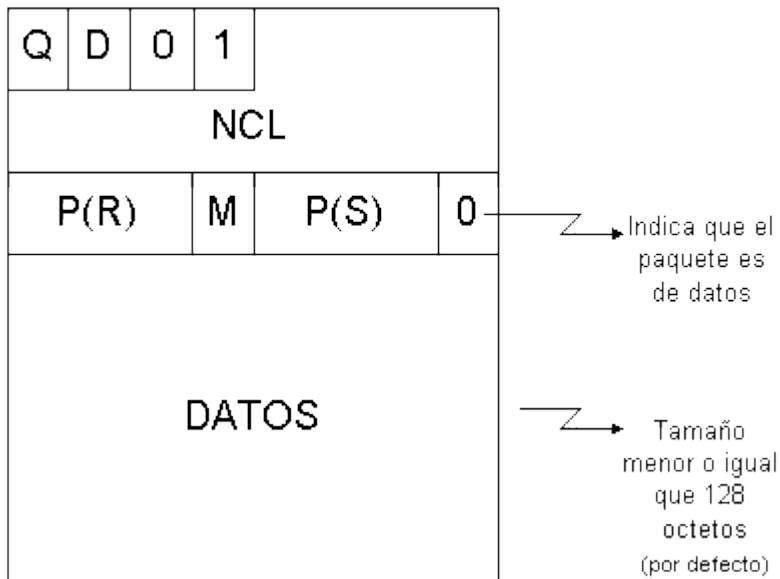 Q D 0 1
NCL
P(R) M P(S) 0
Indica que el
paquete es
de datos
DATOS
Tamaño
menor o igual
que 128
octetos
(por defecto)